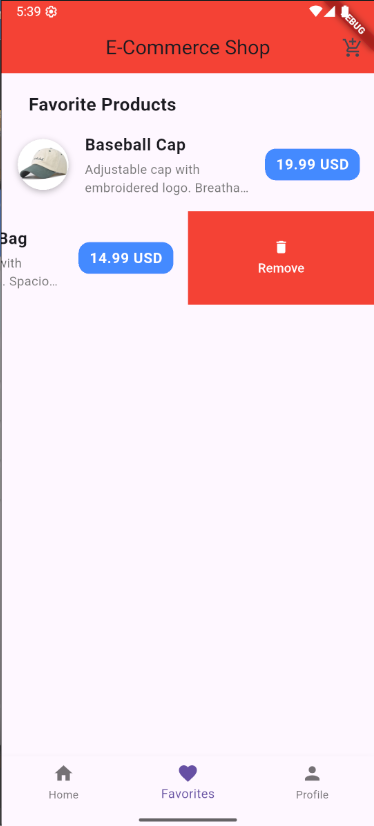 5:39
EBUG
E-Commerce Shop
Favorite Products
Baseball Cap
Adjustable cap with
embroidered logo. Breatha...
19.99 USD
Bag
with
. Spacio...
14.99 USD
Remove
Home
Favorites
Profile